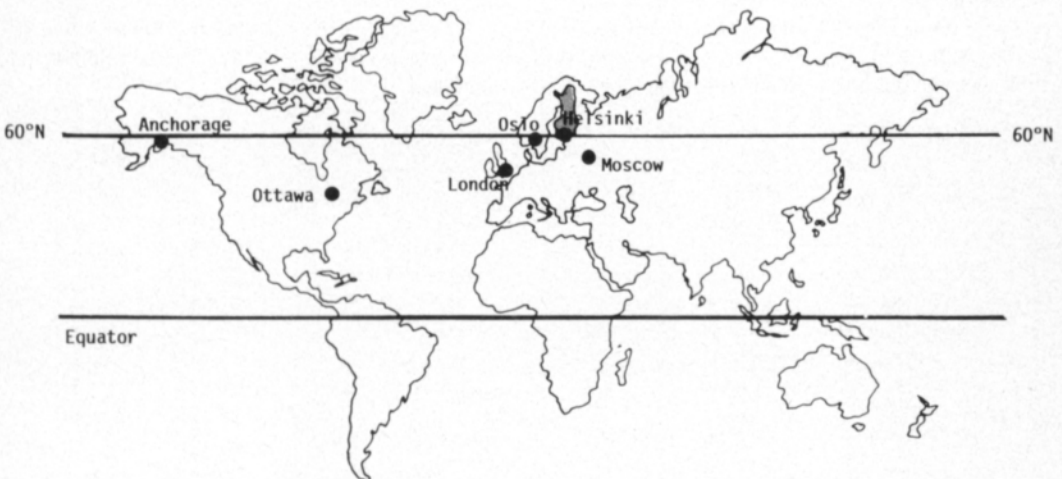 Anchorage
Oslo
Helsinki
60°N
60°N
Moscow
London
Ottawa
Equator